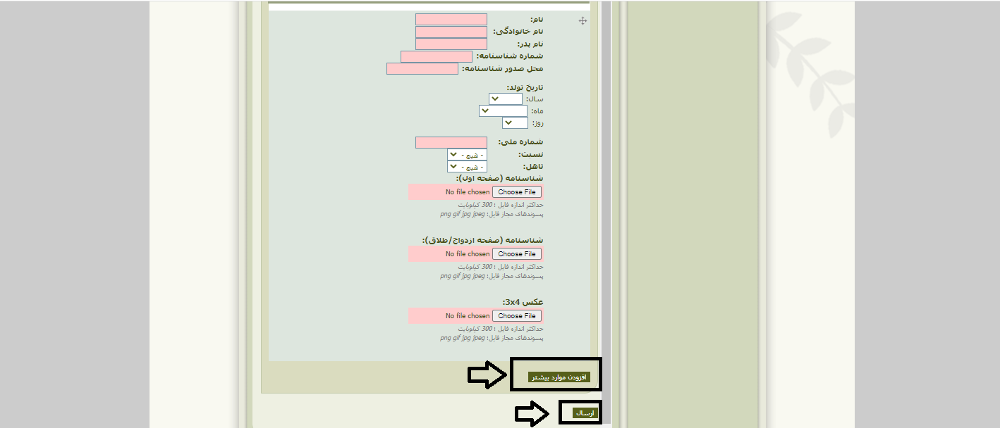 نام:
نام خانوادگی:
نام پدر:
شماره شناسنامه:
محل صدور شناسنامه:
تاریخ تولد:
سال:
ماه:
روز:
شماره ملی:
نسبت: - هیچ -
تاهل: - هیچ -
شناسنامه (صفحه اول):
Choose File No file chosen
حداکثر اندازه فایل : 300 کیلوبایت
پسوندهای مجاز فایل: png gif jpg jpeg
شناسنامه (صفحه ازدواج/طلاق):
Choose File No file chosen
حداکثر اندازه فایل : 300 کیلوبایت
پسوندهای مجاز فایل: png gif jpg jpeg
عکس 3x4:
Choose File No file chosen
حداکثر اندازه فایل : 300 کیلوبایت
پسوندهای مجاز فایل: png gif jpg jpeg
افزودن موارد بیشتر
ارسال